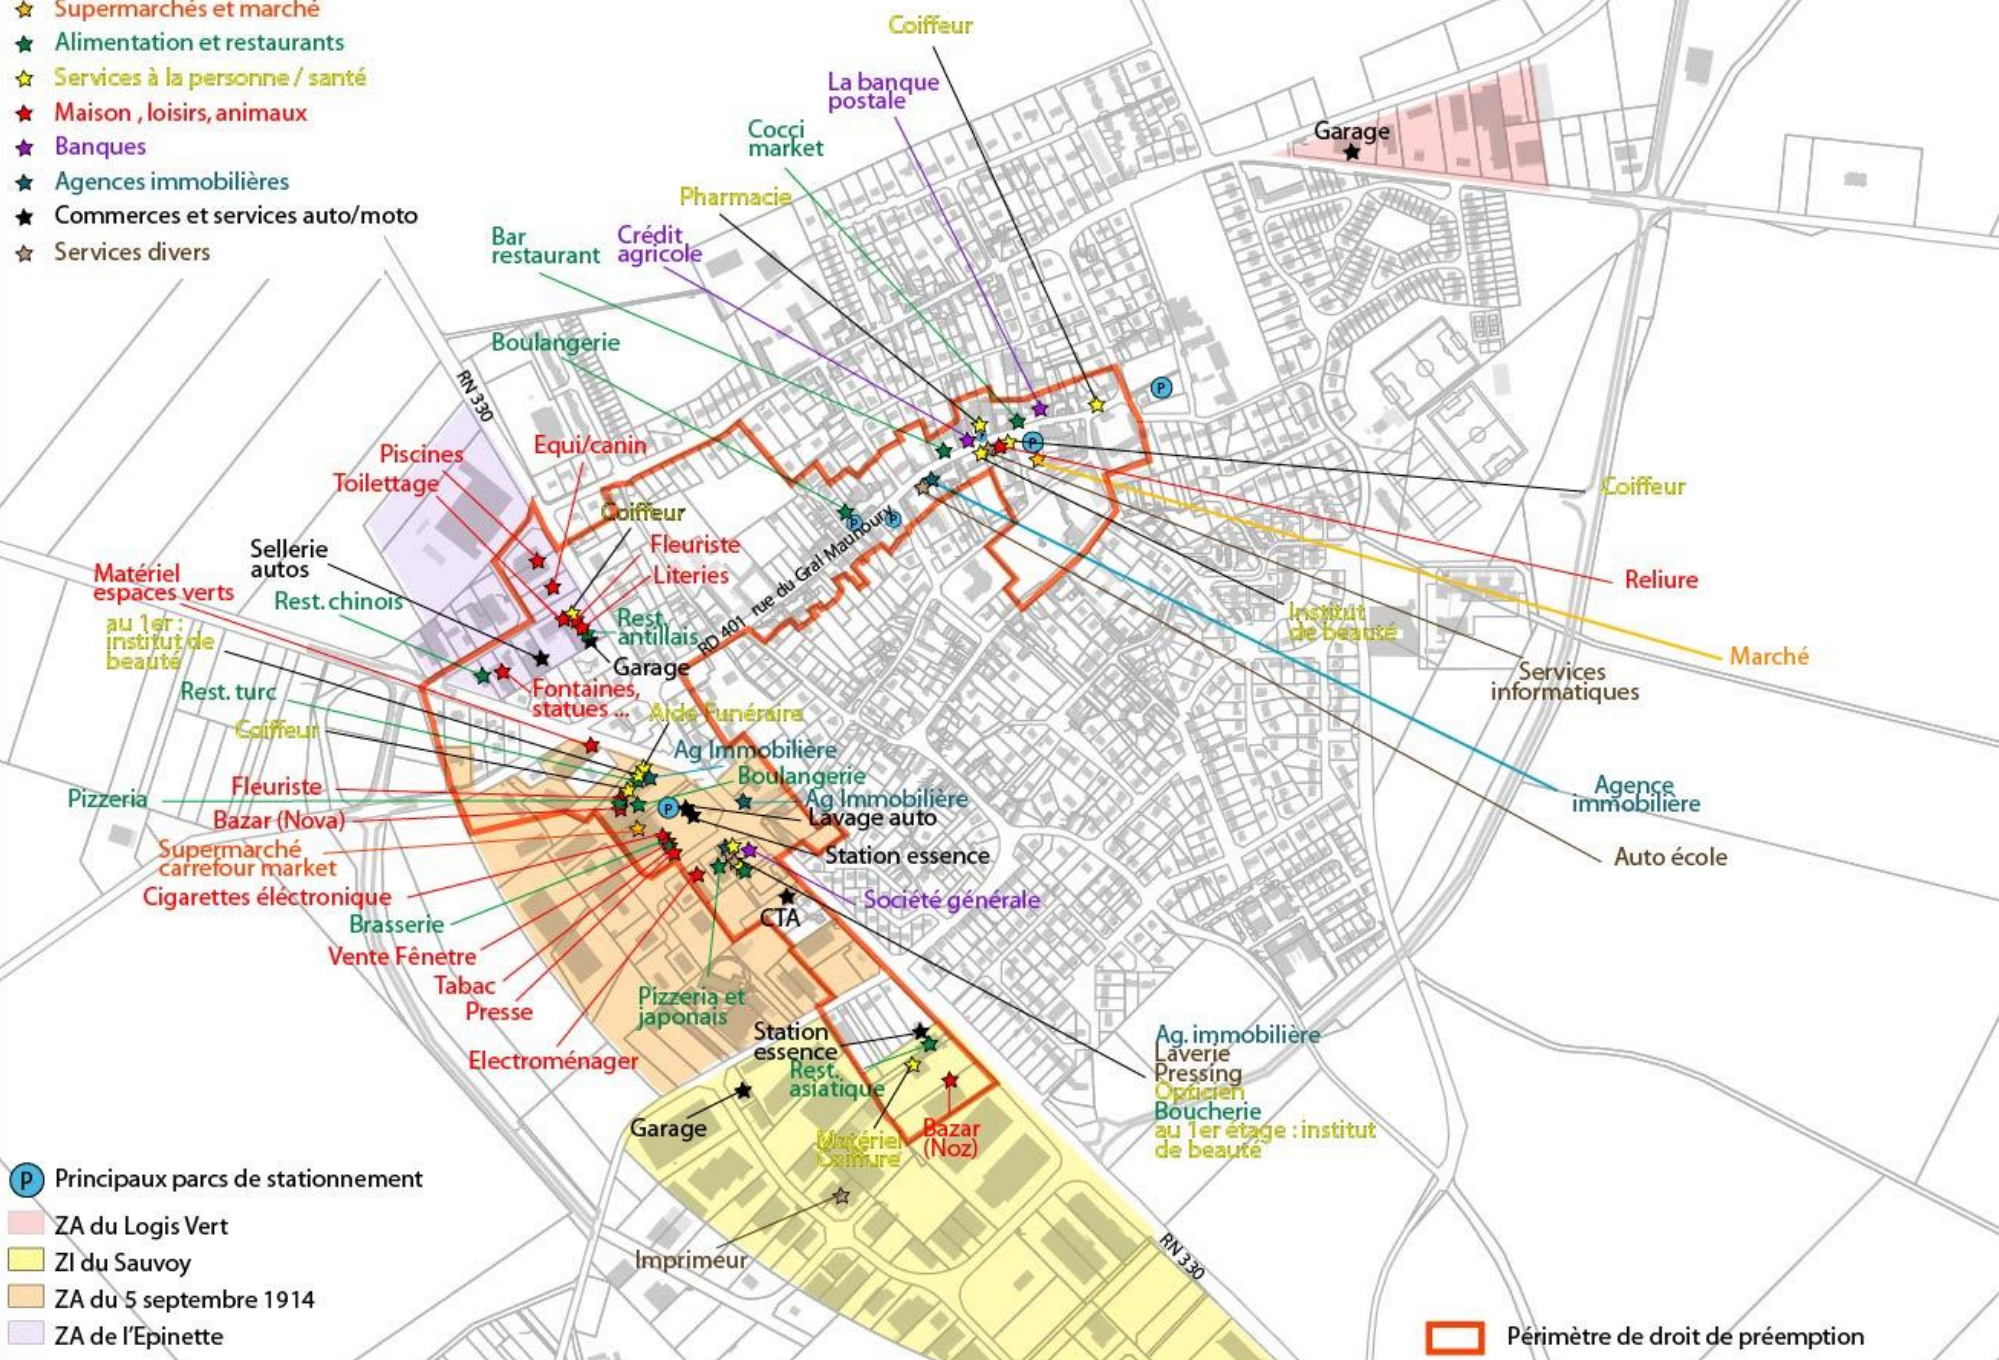 Supermarchés et marché
Alimentation et restaurants
Services à la personne / santé
Maison , loisirs, animaux
Banques
Agences immobilières
Commerces et services auto/moto
Services divers
Coiffeur
La banque
postale
Cocci
market
Pharmacie
Crédit
agricole
Bar
restaurant
Boulangerie
Garage
RN 330
Piscines
Toilettage
Equi/canin
Coiffeur
Fleuriste
Literies
Sellerie
autos
Matériel
espaces verts
Rest. chinois
au 1er :
institut de
beauté
Rest. turc
Coiffeur
Rest.
antillais
Garage
Fontaines,
statues ...
RD 401 rue du Gral Maunoury
P
P
P
P
Coiffeur
Reliure
Institut
de beauté
Marché
Services
informatiques
Agence
immobilière
Auto école
Aide Funéraire
Ag Immobilière
Boulangerie
Ag Immobilière
Lavage auto
P
Station essence
Société générale
CTA
Fleuriste
Pizzeria
Bazar (Nova)
Supermarché
carrefour market
Cigarettes éléctronique
Brasserie
Vente Fênetre
Tabac
Presse
Electroménager
Pizzeria et
japonais
Station
essence
Rest.
asiatique
Garage
Matériel
Coiffure
Bazar
(Noz)
Imprimeur
Ag. immobilière
Laverie
Pressing
Opticien
Boucherie
au 1er étage : institut
de beauté
RN 330
P Principaux parcs de stationnement
ZA du Logis Vert
ZI du Sauvoy
ZA du 5 septembre 1914
ZA de l'Epinette
Périmètre de droit de préemption